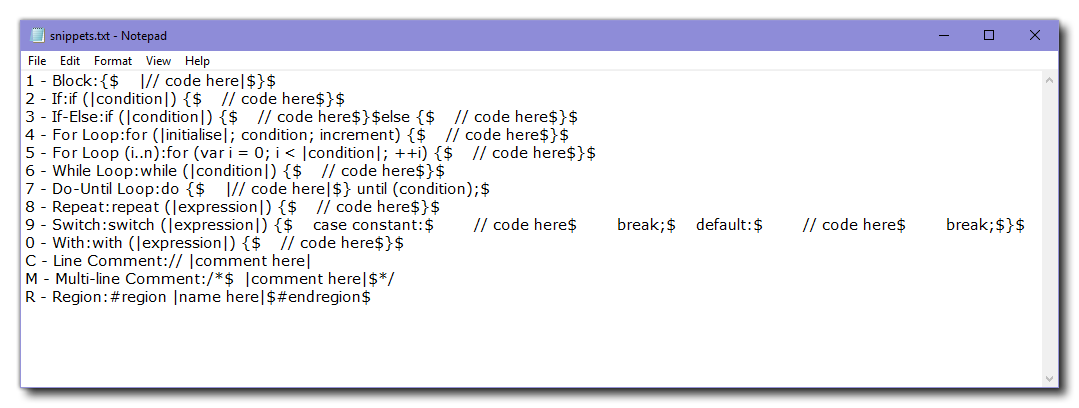 snippets.txt - Notepad
File Edit Format View Help
1 - Block:{$    |// code here|$}$
2 - If:if (|condition|) {$    // code here$}$
3 - If-Else:if (|condition|) {$    // code here$}$else {$    // code here$}$
4 - For Loop:for (|initialise|; condition; increment) {$    // code here$}$
5 - For Loop (i..n):for (var i = 0; i < |condition|; ++i) {$    // code here$}$
6 - While Loop:while (|condition|) {$    // code here$}$
7 - Do-Until Loop:do {$    |// code here|$} until (condition);$
8 - Repeat:repeat (|expression|) {$    // code here$}$
9 - Switch:switch (|expression|) {$    case constant:$        // code here$        break;$    default:$        // code here$        break;$}$
0 - With:with (|expression|) {$    // code here$}$
C - Line Comment:// |comment here|
M - Multi-line Comment:/*$  |comment here|$*/
R - Region:#region |name here|$#endregion$